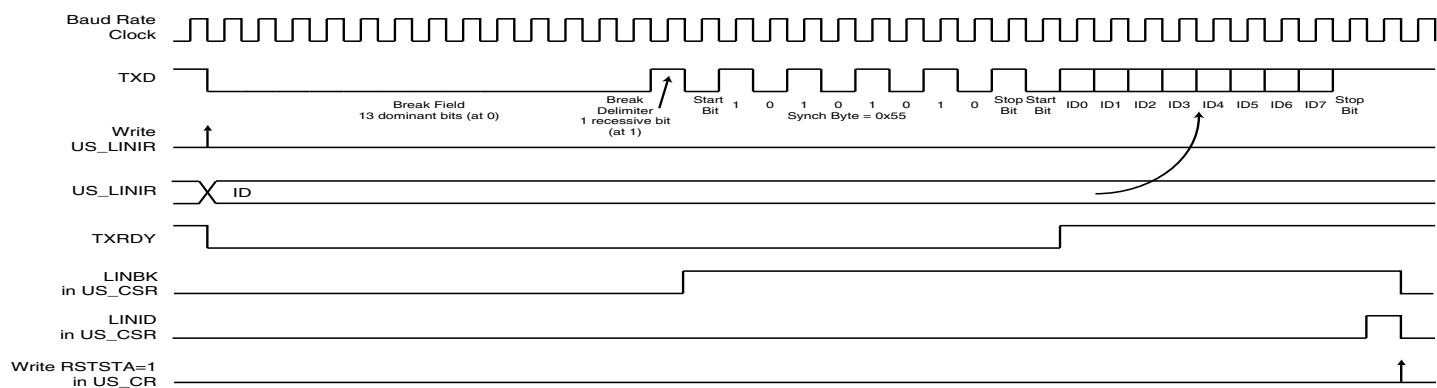 Baud Rate
Clock
TXD
Break Field
13 dominant bits (at 0)
Break
Delimiter
1 recessive bit
(at 1)
Start
Bit
1 0 1 0 1 0 1 0
Synch Byte = 0x55
Stop
Bit
Start
Bit
ID0 ID1 ID2 ID3 ID4 ID5 ID6 ID7
Stop
Bit
Write
US_LINIR
US_LINIR
ID
TXRDY
LINBK
in US_CSR
LINID
in US_CSR
Write RSTSTA=1
in US_CR